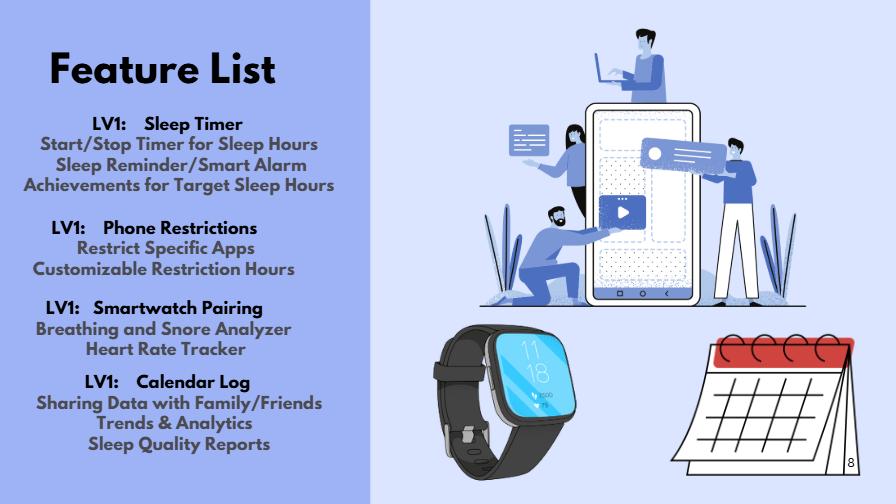 Feature List
LV1: Sleep Timer
Start/Stop Timer for Sleep Hours
Sleep Reminder/Smart Alarm
Achievements for Target Sleep Hours
LV1: Phone Restrictions
Restrict Specific Apps
Customizable Restriction Hours
LV1: Smartwatch Pairing
Breathing and Snore Analyzer
Heart Rate Tracker
LV1: Calendar Log
Sharing Data with Family/Friends
Trends & Analytics
Sleep Quality Reports
11
18
8